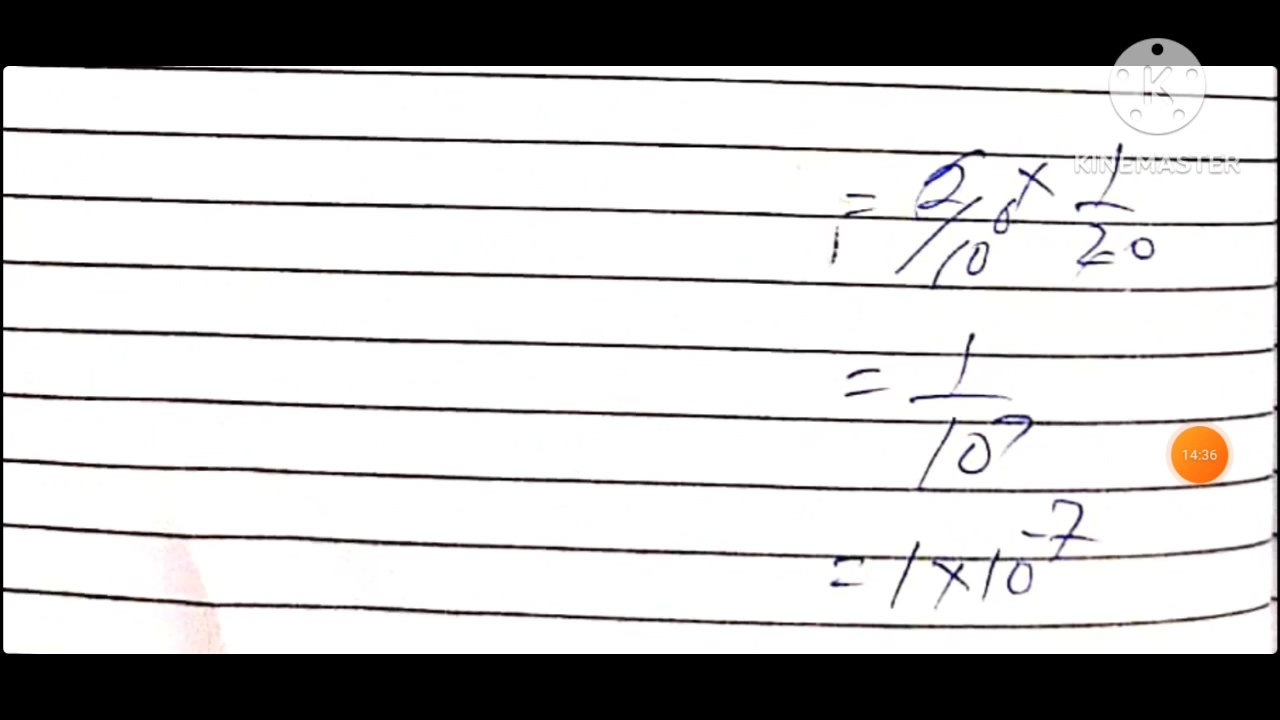 KINEMASTER
= 2/10⁶ × 1/20
= 1/10⁷
14:36
= 1×10⁻⁷